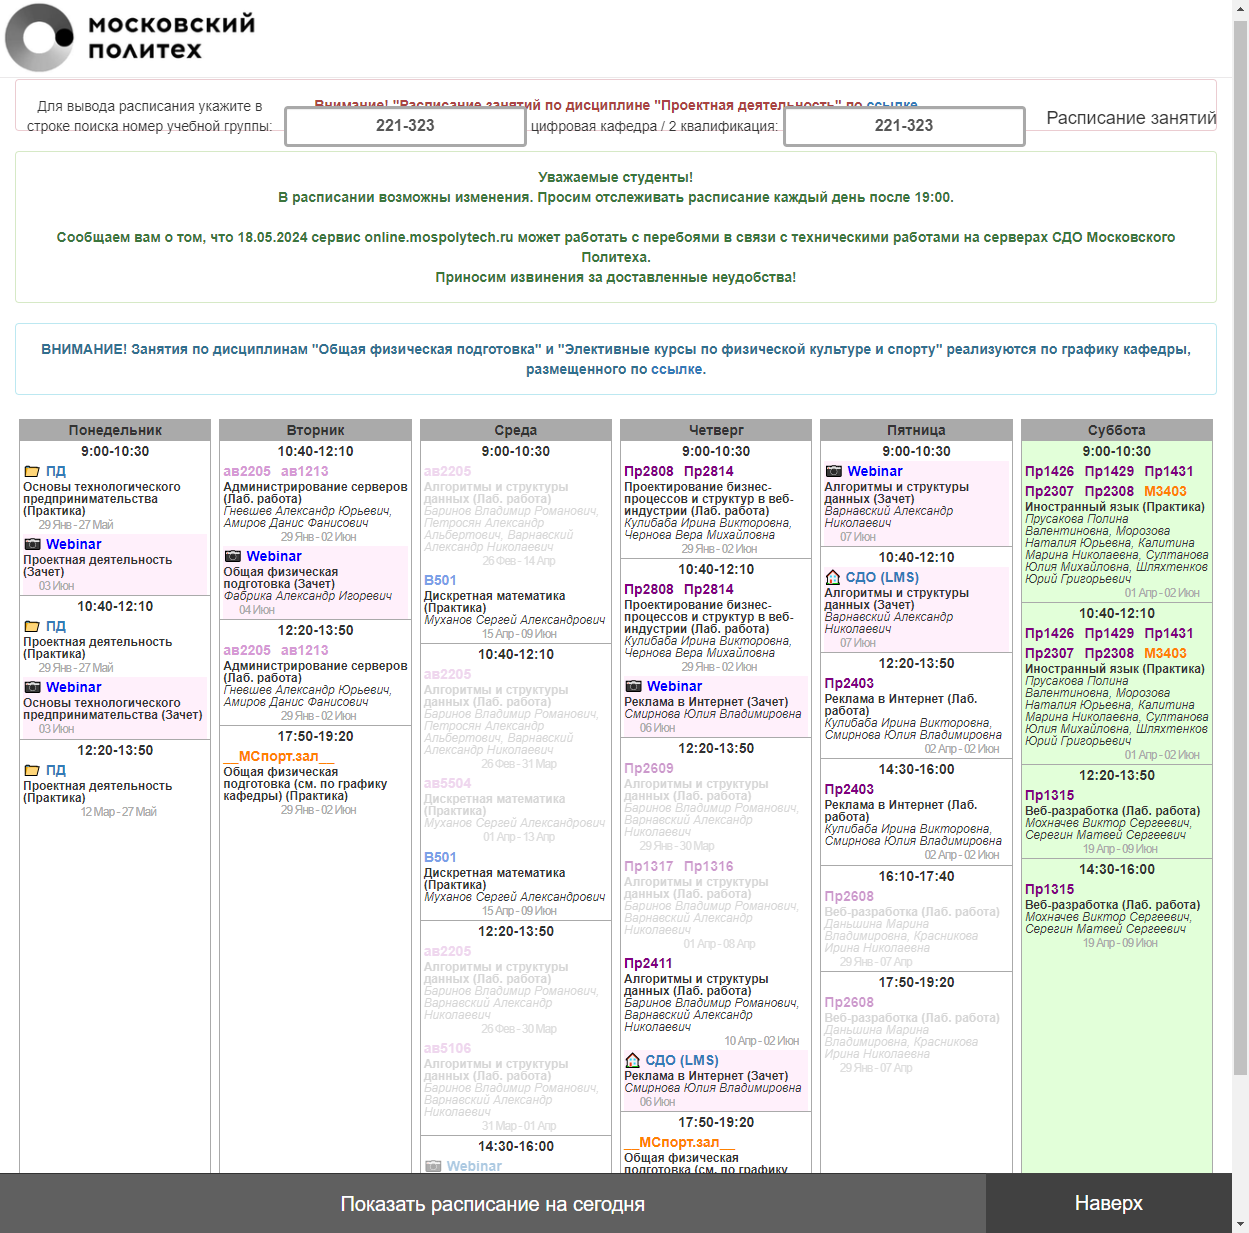 МОСКОВСКИЙ
ПОЛИТЕХ
Внимание! "Расписание занятий по дисциплине "Проектная деятельность" по ссылке
Для вывода расписания укажите в
строке поиска номер учебной группы:
221-323
цифровая кафедра / 2 квалификация:
221-323
Расписание занятий
Уважаемые студенты!
В расписании возможны изменения. Просим отслеживать расписание каждый день после 19:00.
Сообщаем вам о том, что 18.05.2024 сервис online.mospolytech.ru может работать с перебоями в связи с техническими работами на серверах СДО Московского
Политеха.
Приносим извинения за доставленные неудобства!
ВНИМАНИЕ! Занятия по дисциплинам "Общая физическая подготовка" и "Элективные курсы по физической культуре и спорту" реализуются по графику кафедры,
размещенного по ссылке.
Понедельник
9:00-10:30
ПД
Основы технологического
предпринимательства
(Практика)
29 Янв - 27 Май
Webinar
Проектная деятельность
(Зачет)
03 Июн
10:40-12:10
ПД
Проектная деятельность
(Практика)
29 Янв - 27 Май
Webinar
Основы технологического
предпринимательства (Зачет)
03 Июн
12:20-13:50
ПД
Проектная деятельность
(Практика)
12 Мар - 27 Май
Вторник
10:40-12:10
ав2205 ав1213
Администрирование серверов
(Лаб. работа)
Гневшев Александр Юрьевич,
Амиров Данис Фанисович
29 Янв - 02 Июн
Webinar
Общая физическая
подготовка (Зачет)
Фабрика Александр Игоревич
04 Июн
12:20-13:50
ав2205 ав1213
Администрирование серверов
(Лаб. работа)
Гневшев Александр Юрьевич,
Амиров Данис Фанисович
29 Янв - 02 Июн
17:50-19:20
__МСпорт.зал__
Общая физическая
подготовка (см. по графику
кафедры) (Практика)
29 Янв - 02 Июн
Среда
9:00-10:30
ав2205
Алгоритмы и структуры
данных (Лаб. работа)
Баринов Владимир Романович,
Петросян Александр
Альбертович, Варнавский
Александр Николаевич
26 Фев - 14 Апр
В501
Дискретная математика
(Практика)
Муханов Сергей Александрович
15 Апр - 09 Июн
10:40-12:10
ав2205
Алгоритмы и структуры
данных (Лаб. работа)
Баринов Владимир Романович,
Петросян Александр
Альбертович, Варнавский
Александр Николаевич
26 Фев - 31 Мар
ав5504
Дискретная математика
(Практика)
Муханов Сергей Александрович
01 Апр - 13 Апр
В501
Дискретная математика
(Практика)
Муханов Сергей Александрович
15 Апр - 09 Июн
12:20-13:50
ав2205
Алгоритмы и структуры
данных (Лаб. работа)
Баринов Владимир Романович,
Варнавский Александр
Николаевич
26 Фев - 30 Мар
ав5106
Алгоритмы и структуры
данных (Лаб. работа)
Баринов Владимир Романович,
Варнавский Александр
Николаевич
31 Мар - 01 Апр
14:30-16:00
Webinar
Четверг
9:00-10:30
Пр2808 Пр2814
Проектирование бизнес-
процессов и структур в веб-
индустрии (Лаб. работа)
Кулибаба Ирина Викторовна,
Чернова Вера Михайловна
29 Янв - 02 Июн
10:40-12:10
Пр2808 Пр2814
Проектирование бизнес-
процессов и структур в веб-
индустрии (Лаб. работа)
Кулибаба Ирина Викторовна,
Чернова Вера Михайловна
29 Янв - 02 Июн
Webinar
Реклама в Интернет (Зачет)
Смирнова Юлия Владимировна
06 Июн
12:20-13:50
Пр2609
Алгоритмы и структуры
данных (Лаб. работа)
Баринов Владимир Романович,
Варнавский Александр
Николаевич
29 Янв - 30 Мар
Пр1317 Пр1316
Алгоритмы и структуры
данных (Лаб. работа)
Баринов Владимир Романович,
Варнавский Александр
Николаевич
01 Апр - 08 Апр
Пр2411
Алгоритмы и структуры
данных (Лаб. работа)
Баринов Владимир Романович,
Варнавский Александр
Николаевич
10 Апр - 02 Июн
СДО (LMS)
Реклама в Интернет (Зачет)
Смирнова Юлия Владимировна
06 Июн
17:50-19:20
__МСпорт.зал__
Общая физическая
подготовка (см. по графику
Пятница
9:00-10:30
Webinar
Алгоритмы и структуры
данных (Зачет)
Варнавский Александр
Николаевич
07 Июн
10:40-12:10
СДО (LMS)
Алгоритмы и структуры
данных (Зачет)
Варнавский Александр
Николаевич
07 Июн
12:20-13:50
Пр2403
Реклама в Интернет (Лаб.
работа)
Кулибаба Ирина Викторовна,
Смирнова Юлия Владимировна
02 Апр - 02 Июн
14:30-16:00
Пр2403
Реклама в Интернет (Лаб.
работа)
Кулибаба Ирина Викторовна,
Смирнова Юлия Владимировна
02 Апр - 02 Июн
16:10-17:40
Пр2608
Веб-разработка (Лаб. работа)
Даньшина Марина
Владимировна, Красникова
Ирина Николаевна
29 Янв - 07 Апр
17:50-19:20
Пр2608
Веб-разработка (Лаб. работа)
Даньшина Марина
Владимировна, Красникова
Ирина Николаевна
29 Янв - 07 Апр
Суббота
9:00-10:30
Пр1426 Пр1429 Пр1431
Пр2307 Пр2308 М3403
Иностранный язык (Практика)
Прусакова Полина
Валентиновна, Морозова
Наталия Юрьевна, Калитина
Марина Николаевна, Султанова
Юлия Михайловна, Шляхтенков
Юрий Григорьевич
01 Апр - 02 Июн
10:40-12:10
Пр1426 Пр1429 Пр1431
Пр2307 Пр2308 М3403
Иностранный язык (Практика)
Прусакова Полина
Валентиновна, Морозова
Наталия Юрьевна, Калитина
Марина Николаевна, Султанова
Юлия Михайловна, Шляхтенков
Юрий Григорьевич
01 Апр - 02 Июн
12:20-13:50
Пр1315
Веб-разработка (Лаб. работа)
Мохначев Виктор Сергеевич,
Серегин Матвей Сергеевич
19 Апр - 09 Июн
14:30-16:00
Пр1315
Веб-разработка (Лаб. работа)
Мохначев Виктор Сергеевич,
Серегин Матвей Сергеевич
19 Апр - 09 Июн
Показать расписание на сегодня
Наверх